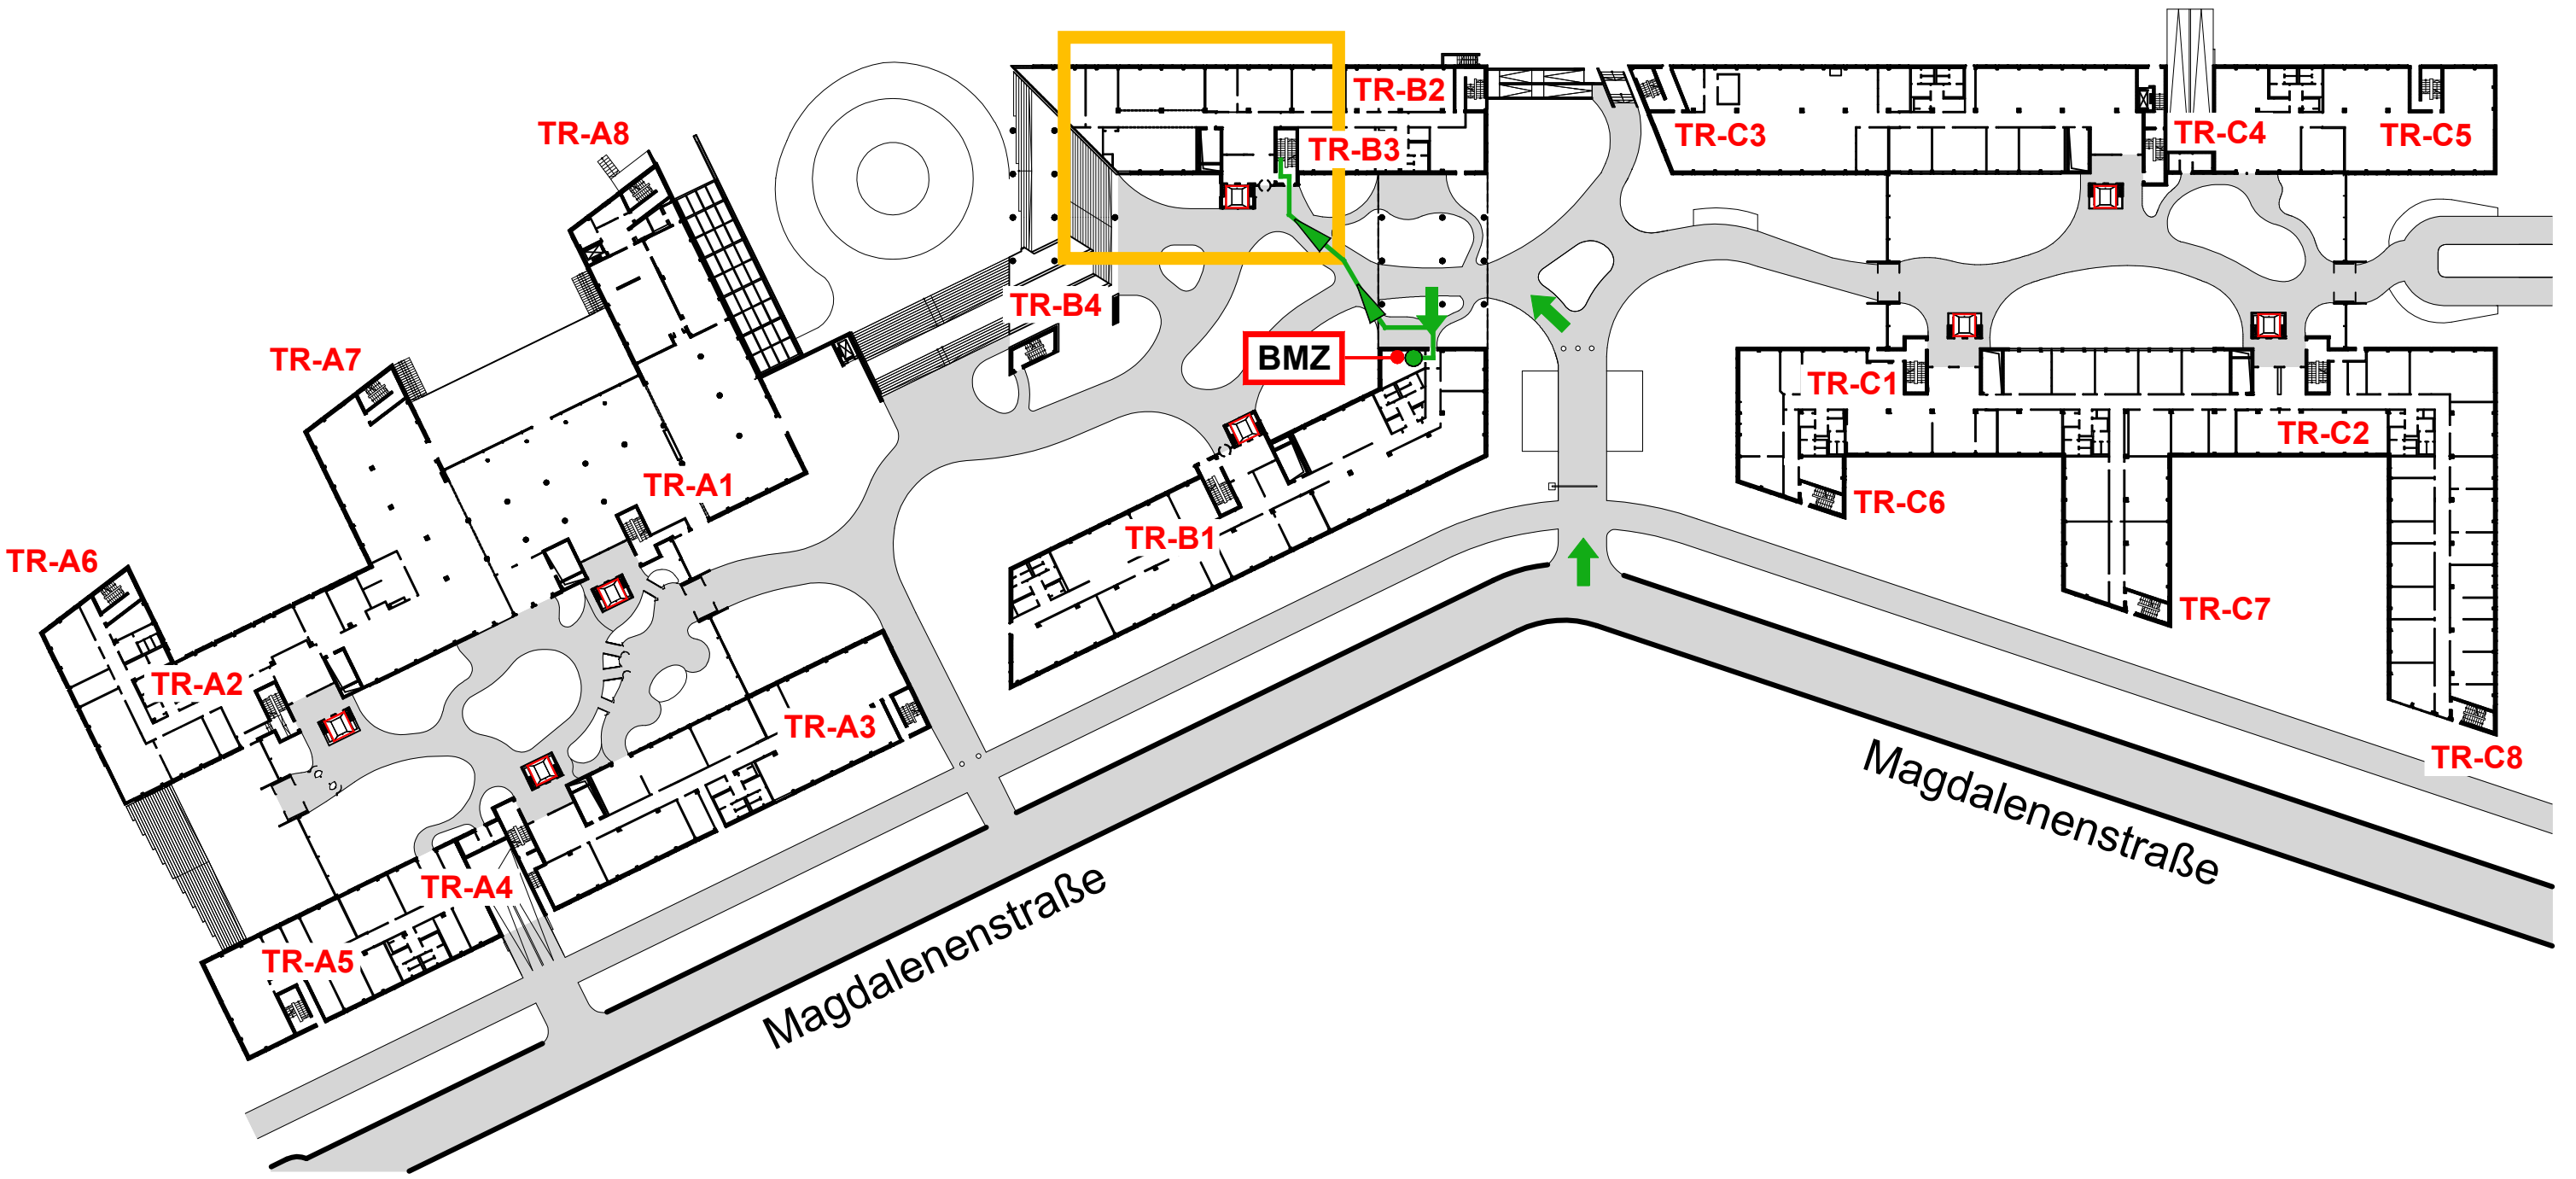 TR-B2
TR-A8
TR-C3
TR-C4
TR-C5
TR-B3
TR-B4
TR-A7
BMZ
TR-C1
TR-C2
TR-A1
TR-C6
TR-B1
TR-A6
TR-C7
TR-A2
TR-A3
TR-C8
Magdalenenstraße
TR-A4
Magdalenenstraße
TR-A5